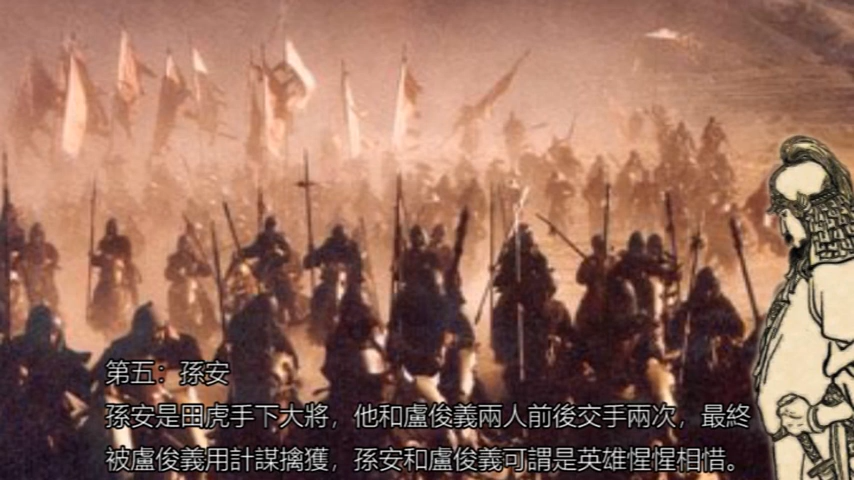 第五：孫安
孫安是田虎手下大將，他和盧俊義兩人前後交手兩次，最終
被盧俊義用計謀擒獲，孫安和盧俊義可謂是英雄惺惺相惜。